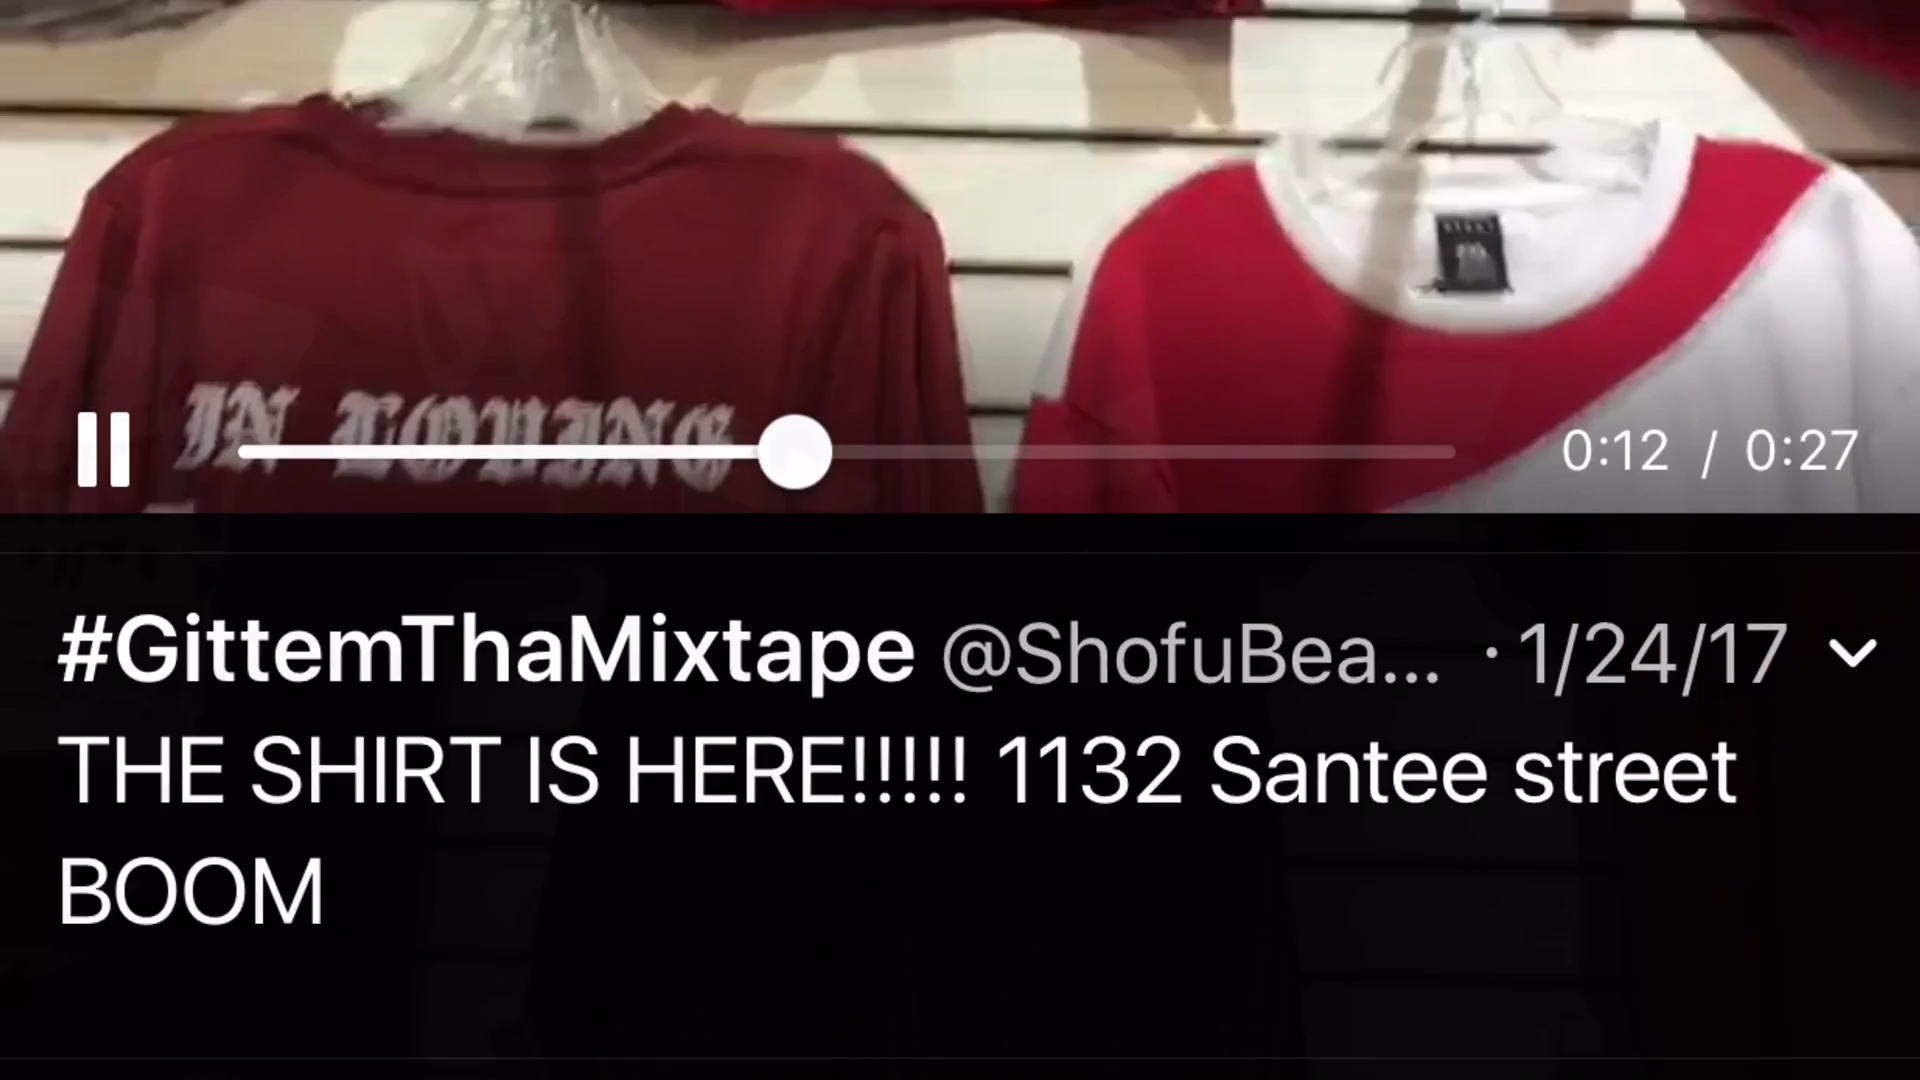 IN LOVING
0:12 / 0:27
#GittemThaMixtape @ShofuBea... · 1/24/17
THE SHIRT IS HERE!!!!! 1132 Santee street
BOOM